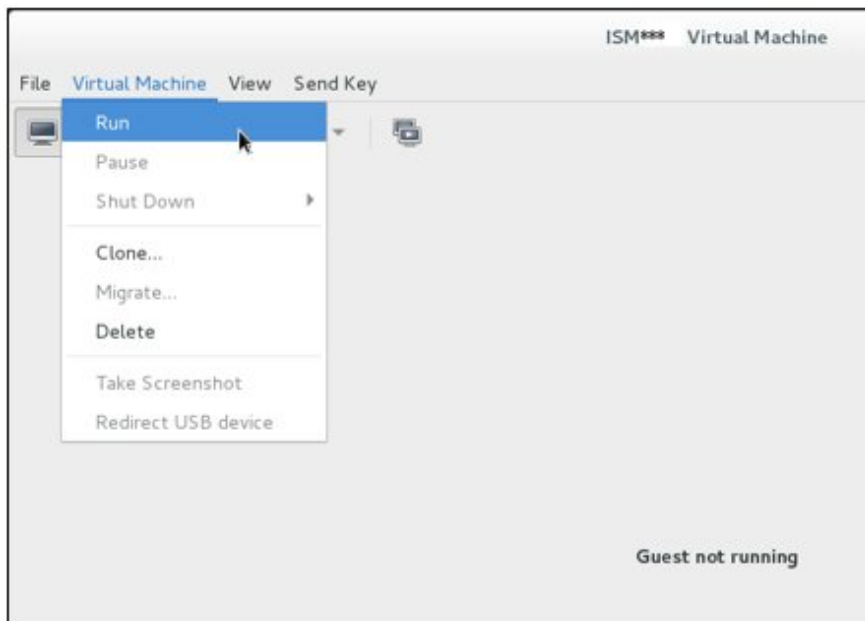 ISM*** Virtual Machine
File Virtual Machine View Send Key
Run
Pause
Shut Down
Clone...
Migrate...
Delete
Take Screenshot
Redirect USB device
Guest not running